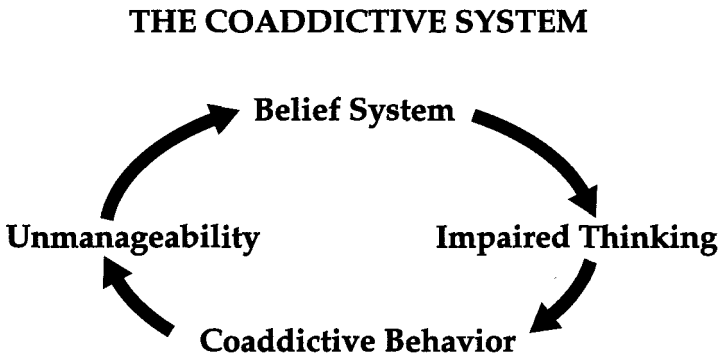 THE COADDICTIVE SYSTEM
Belief System
Unmanageability
Impaired Thinking
Coaddictive Behavior